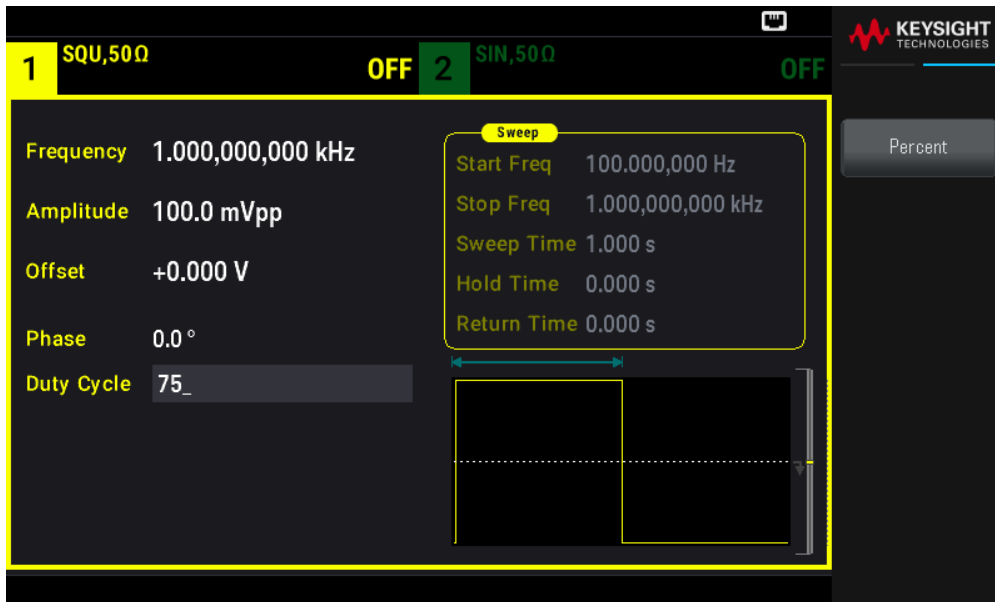 KEYSIGHT
TECHNOLOGIES
1 SQU,50Ω OFF
2 SIN,50Ω OFF
Frequency 1.000,000,000 kHz
Amplitude 100.0 mVpp
Offset +0.000 V
Phase 0.0 °
Duty Cycle 75_
Sweep
Start Freq 100.000,000 Hz
Stop Freq 1.000,000,000 kHz
Sweep Time 1.000 s
Hold Time 0.000 s
Return Time 0.000 s
Percent